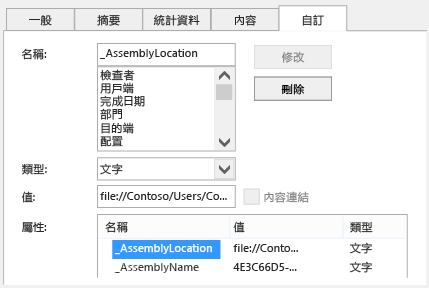 一般 摘要 統計資料 內容 自訂
名稱: _AssemblyLocation 修改
檢查者
用戶端
完成日期
部門
目的端
配置
刪除
類型: 文字
值: file://Contoso/Users/Co... 內容連結
屬性: 名稱 值 類型
_AssemblyLocation file://Conto... 文字
_AssemblyName 4E3C66D5-... 文字